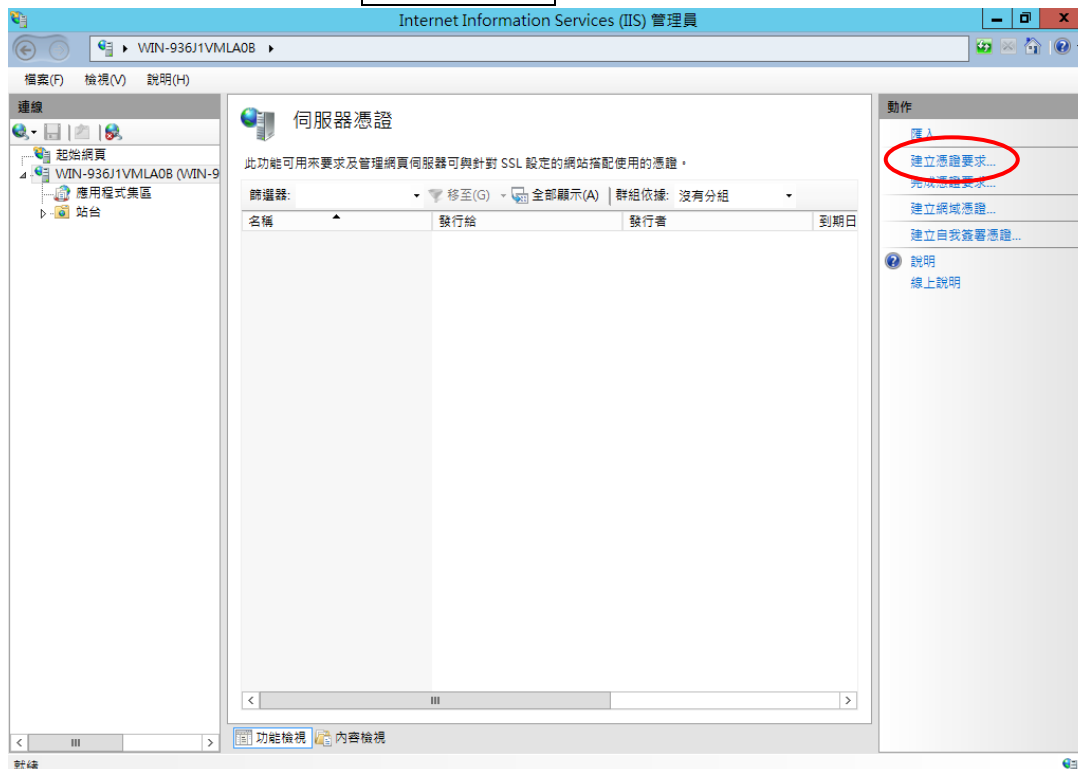 Internet Information Services (IIS) 管理員
WIN-936J1VMLA0B
檔案(F) 檢視(V) 說明(H)
連線
起始網頁
WIN-936J1VMLA0B (WIN-9
應用程式集區
站台
伺服器憑證
此功能可用來要求及管理網頁伺服器可與針對 SSL 設定的網站搭配使用的憑證。
篩選器: 移至(G) 全部顯示(A) 群組依據: 沒有分組
名稱 發行給 發行者 到期日
功能檢視 內容檢視
動作
匯入...
建立憑證要求...
完成憑證要求...
建立網域憑證...
建立自我簽署憑證...
說明
線上說明
就緒